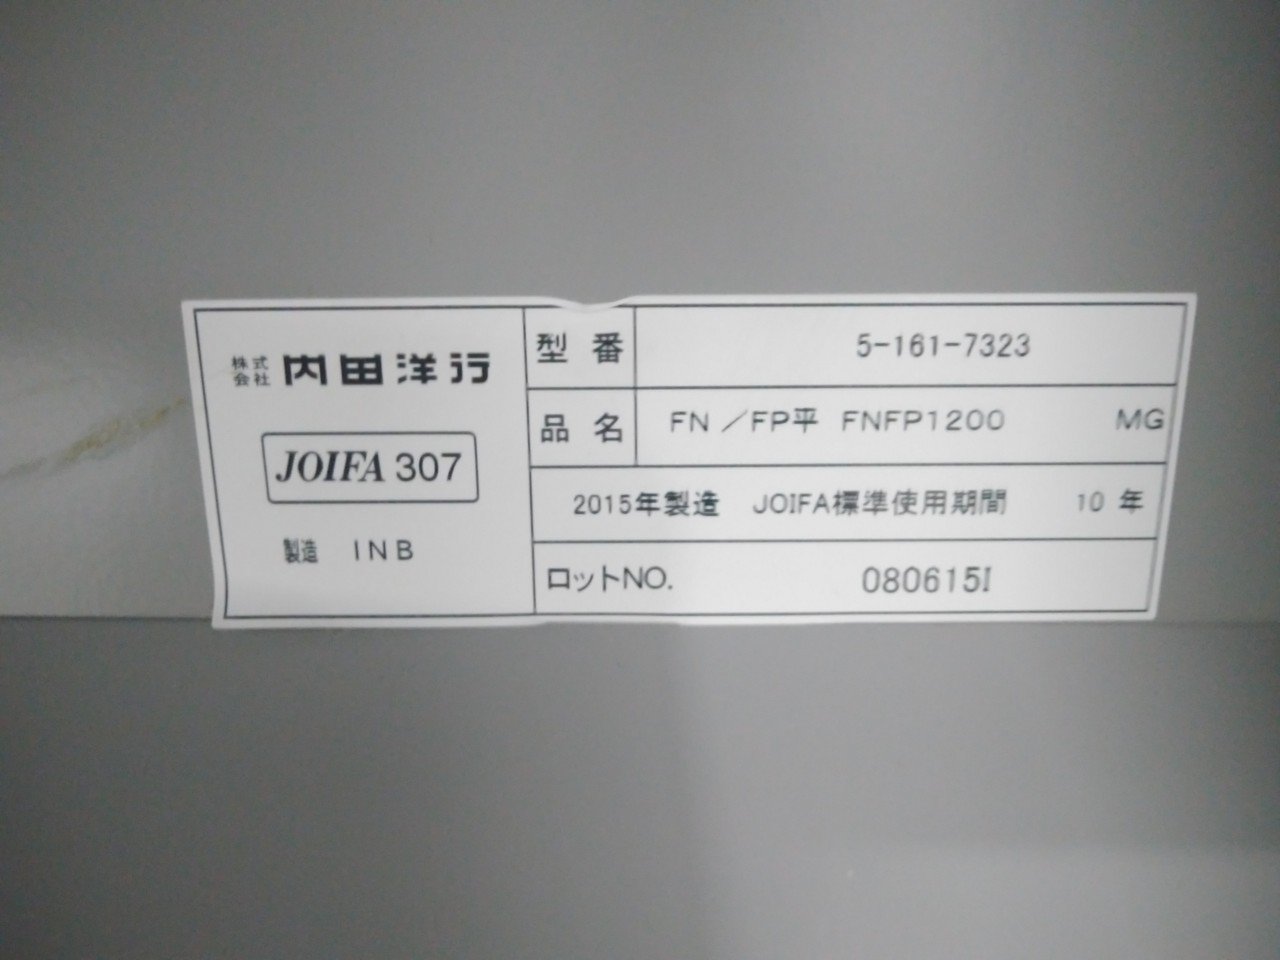 株式会社 内田洋行
JOIFA 307
製造 INB
型番 5-161-7323
品名 FN／FP平 FNFP1200 MG
2015年製造 JOIFA標準使用期間 10年
ロットNO. 080615I